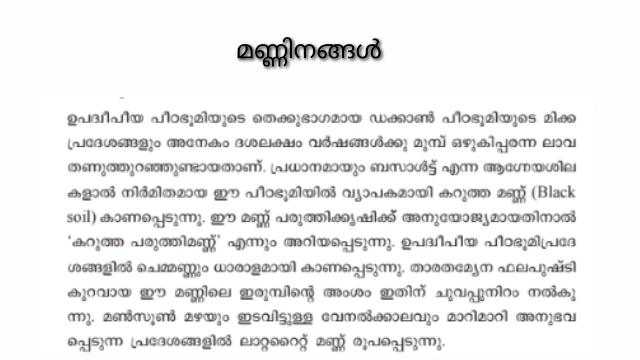 മണ്ണിനങ്ങൾ
ഉപദ്വീപീയ പീഠഭൂമിയുടെ തെക്കുഭാഗമായ ഡക്കാൺ പീഠഭൂമിയുടെ മിക്ക
പ്രദേശങ്ങളും അനേകം ദശലക്ഷം വർഷങ്ങൾക്കു മുമ്പ് ഒഴുകിപ്പരന്ന ലാവ
തണുത്തുറഞ്ഞുണ്ടായതാണ്. പ്രധാനമായും ബസാൾട്ട് എന്ന ആഗ്നേയശില
കളാൽ നിർമിതമായ ഈ പീഠഭൂമിയിൽ വ്യാപകമായി കറുത്ത മണ്ണ് (Black
soil) കാണപ്പെടുന്നു. ഈ മണ്ണ് പരുത്തിക്കൃഷിക്ക് അനുയോജ്യമായതിനാൽ
'കറുത്ത പരുത്തിമണ്ണ്' എന്നും അറിയപ്പെടുന്നു. ഉപദ്വീപീയ പീഠഭൂമിപ്രദേ
ശങ്ങളിൽ ചെമ്മണ്ണും ധാരാളമായി കാണപ്പെടുന്നു. താരതമ്യേന ഫലപുഷ്ടി
കുറവായ ഈ മണ്ണിലെ ഇരുമ്പിന്റെ അംശം ഇതിന് ചുവപ്പുനിറം നൽകു
ന്നു. മൺസൂൺ മഴയും ഇടവിട്ടുള്ള വേനൽക്കാലവും മാറിമാറി അനുഭവ
പ്പെടുന്ന പ്രദേശങ്ങളിൽ ലാറ്ററൈറ്റ് മണ്ണ് രൂപപ്പെടുന്നു.